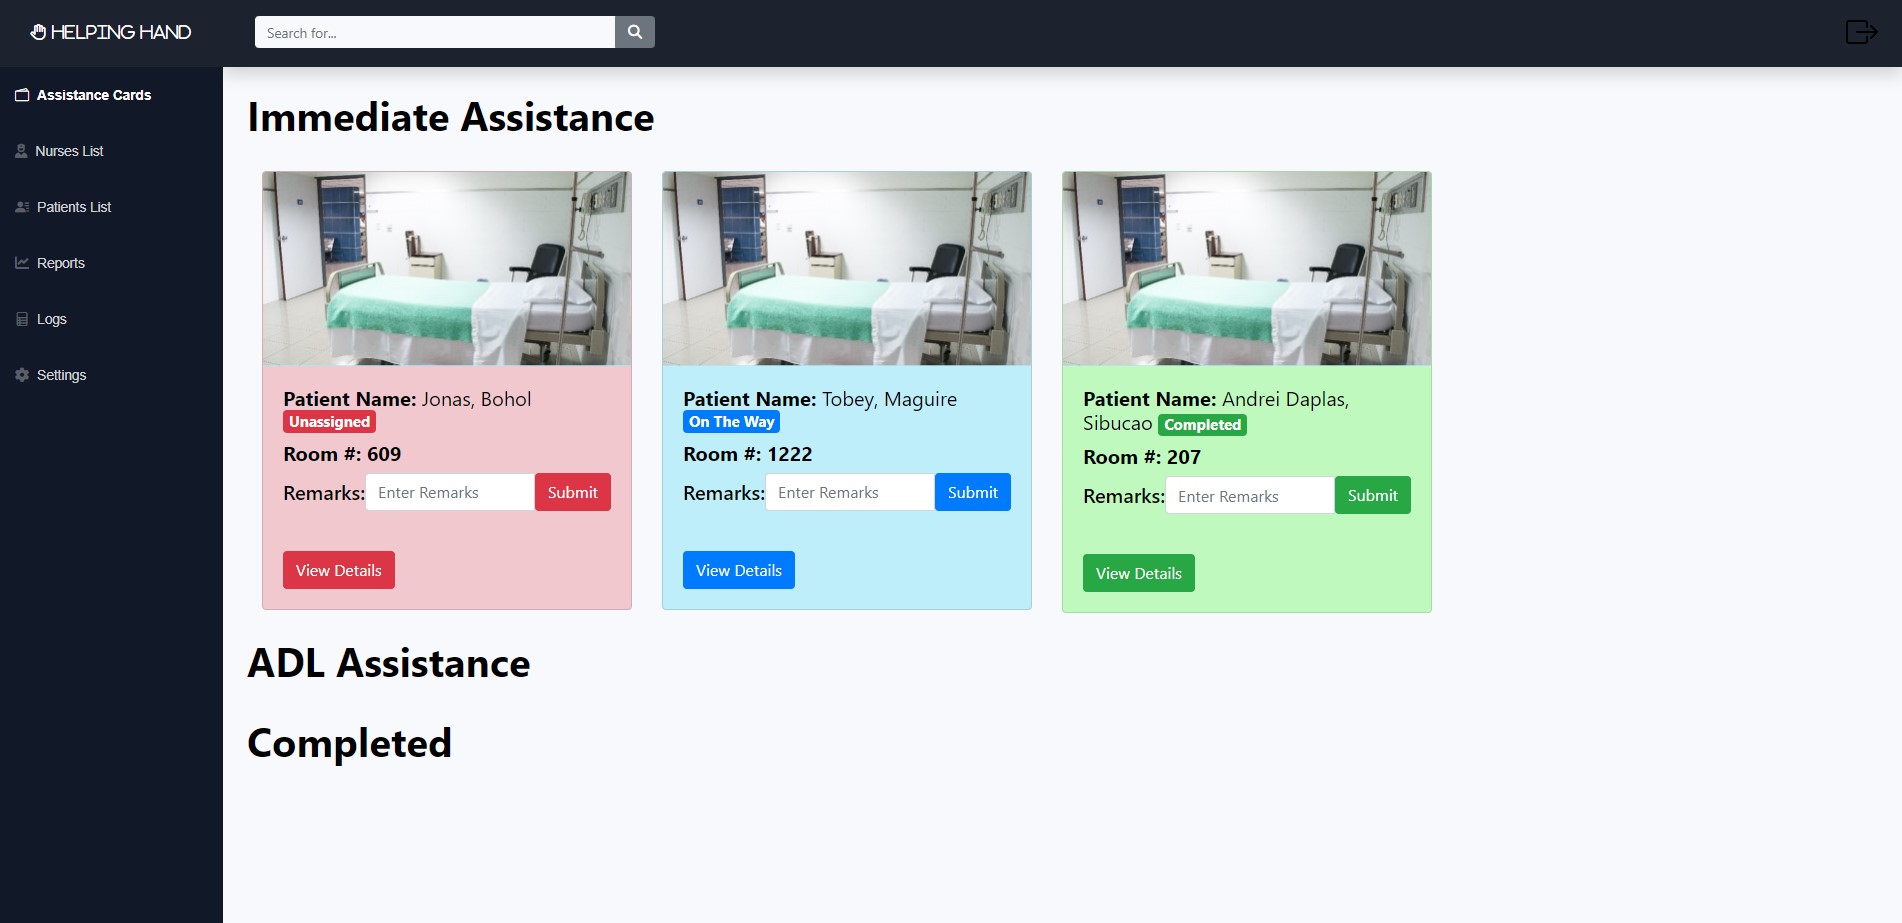 HELPING HAND
Search for...
Assistance Cards
Nurses List
Patients List
Reports
Logs
Settings
Immediate Assistance
Patient Name: Jonas, Bohol
Unassigned
Room #: 609
Remarks: Enter Remarks Submit
View Details
Patient Name: Tobey, Maguire
On The Way
Room #: 1222
Remarks: Enter Remarks Submit
View Details
Patient Name: Andrei Daplas,
Sibucao Completed
Room #: 207
Remarks: Enter Remarks Submit
View Details
ADL Assistance
Completed